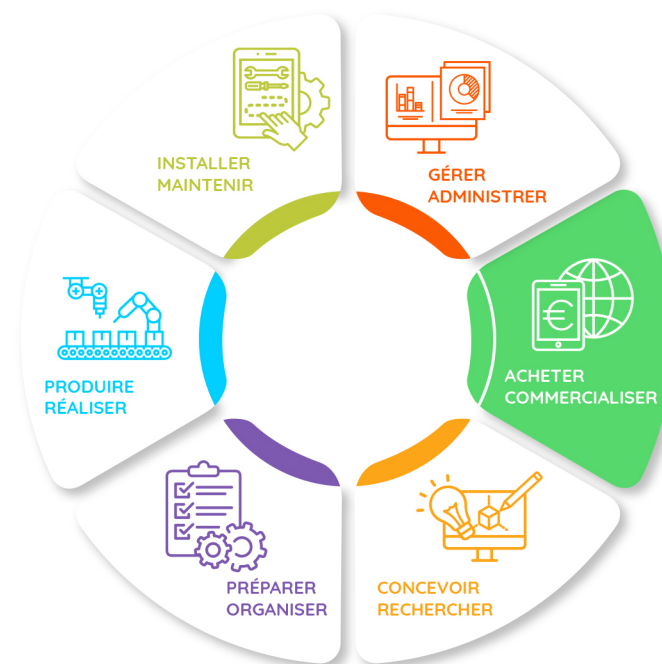 INSTALLER
MAINTENIR
GÉRER
ADMINISTRER
ACHETER
COMMERCIALISER
CONCEVOIR
RECHERCHER
PRÉPARER
ORGANISER
PRODUIRE
RÉALISER
€